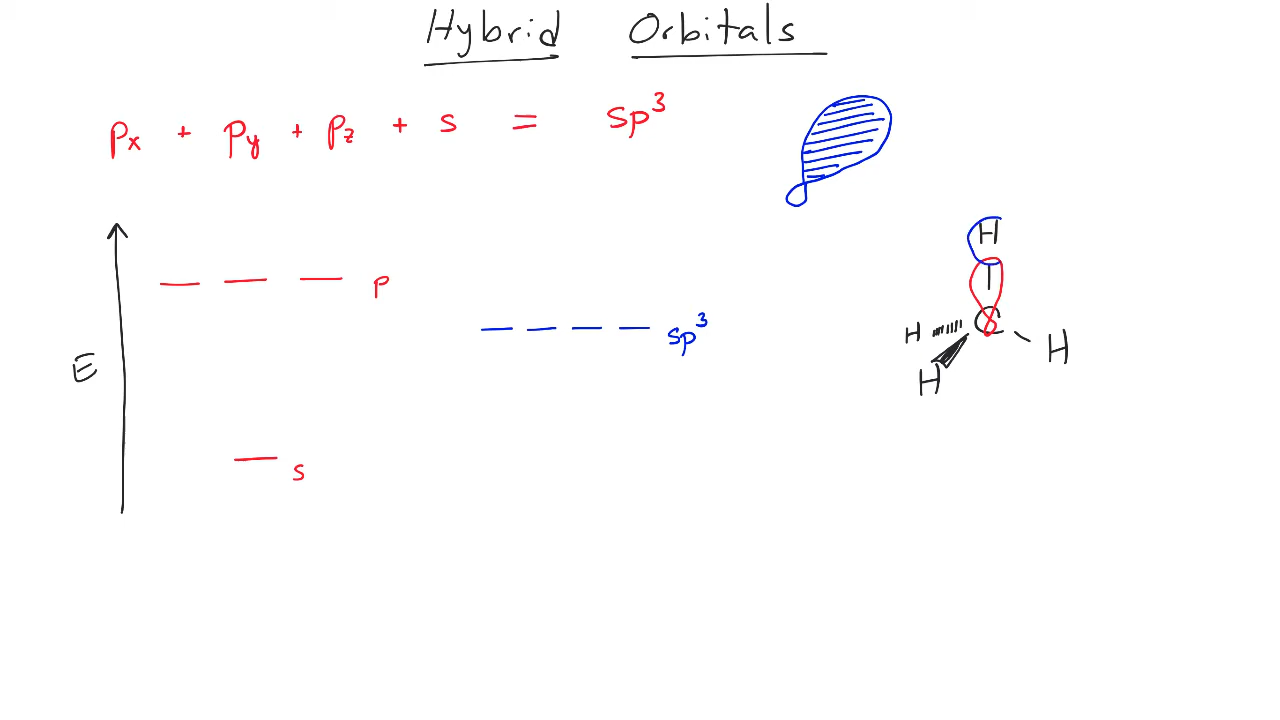 Hybrid Orbitals
px + py + pz + s = sp³
H
p
sp³
H C H
E
H
s